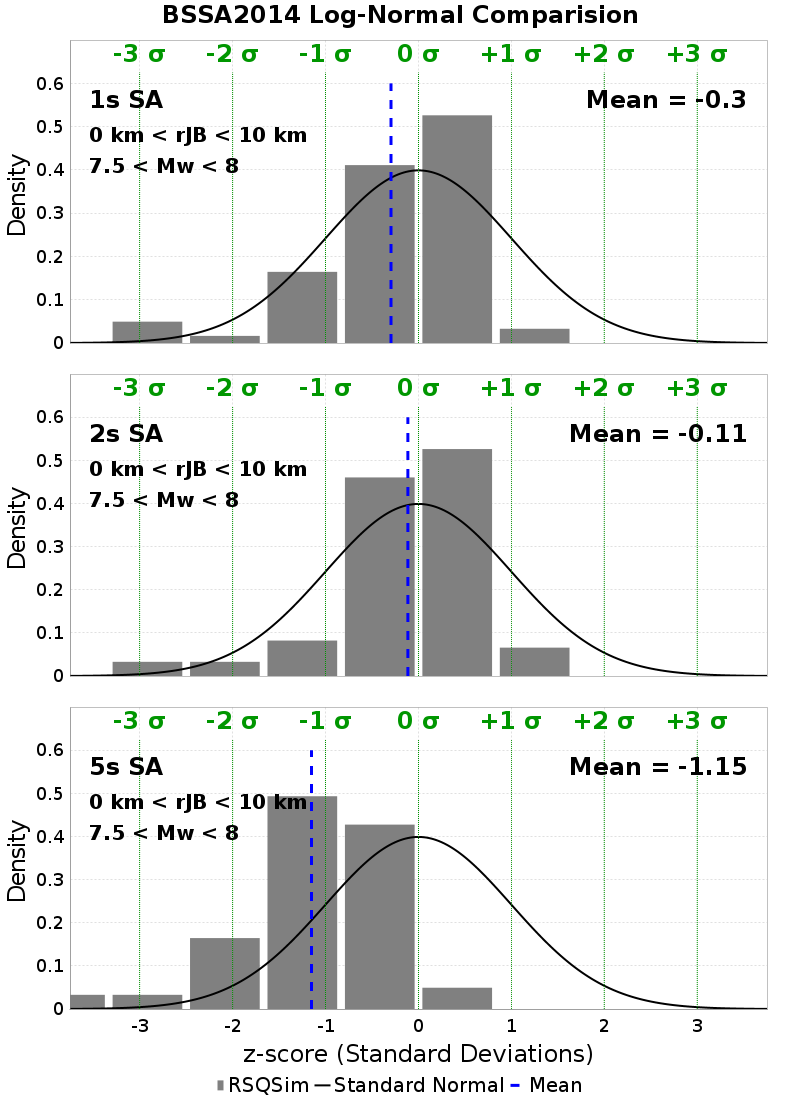 BSSA2014 Log-Normal Comparision
-3 σ -2 σ -1 σ 0 σ +1 σ +2 σ +3 σ
1s SA
Mean = -0.3
0 km < rJB < 10 km
7.5 < Mw < 8
Density
0.6
0.5
0.4
0.3
0.2
0.1
0
-3 σ -2 σ -1 σ 0 σ +1 σ +2 σ +3 σ
2s SA
Mean = -0.11
0 km < rJB < 10 km
7.5 < Mw < 8
Density
0.6
0.5
0.4
0.3
0.2
0.1
0
-3 σ -2 σ -1 σ 0 σ +1 σ +2 σ +3 σ
5s SA
Mean = -1.15
0 km < rJB < 10 km
7.5 < Mw < 8
Density
0.6
0.5
0.4
0.3
0.2
0.1
0
-3 -2 -1 0 1 2 3
z-score (Standard Deviations)
RSQSim Standard Normal Mean